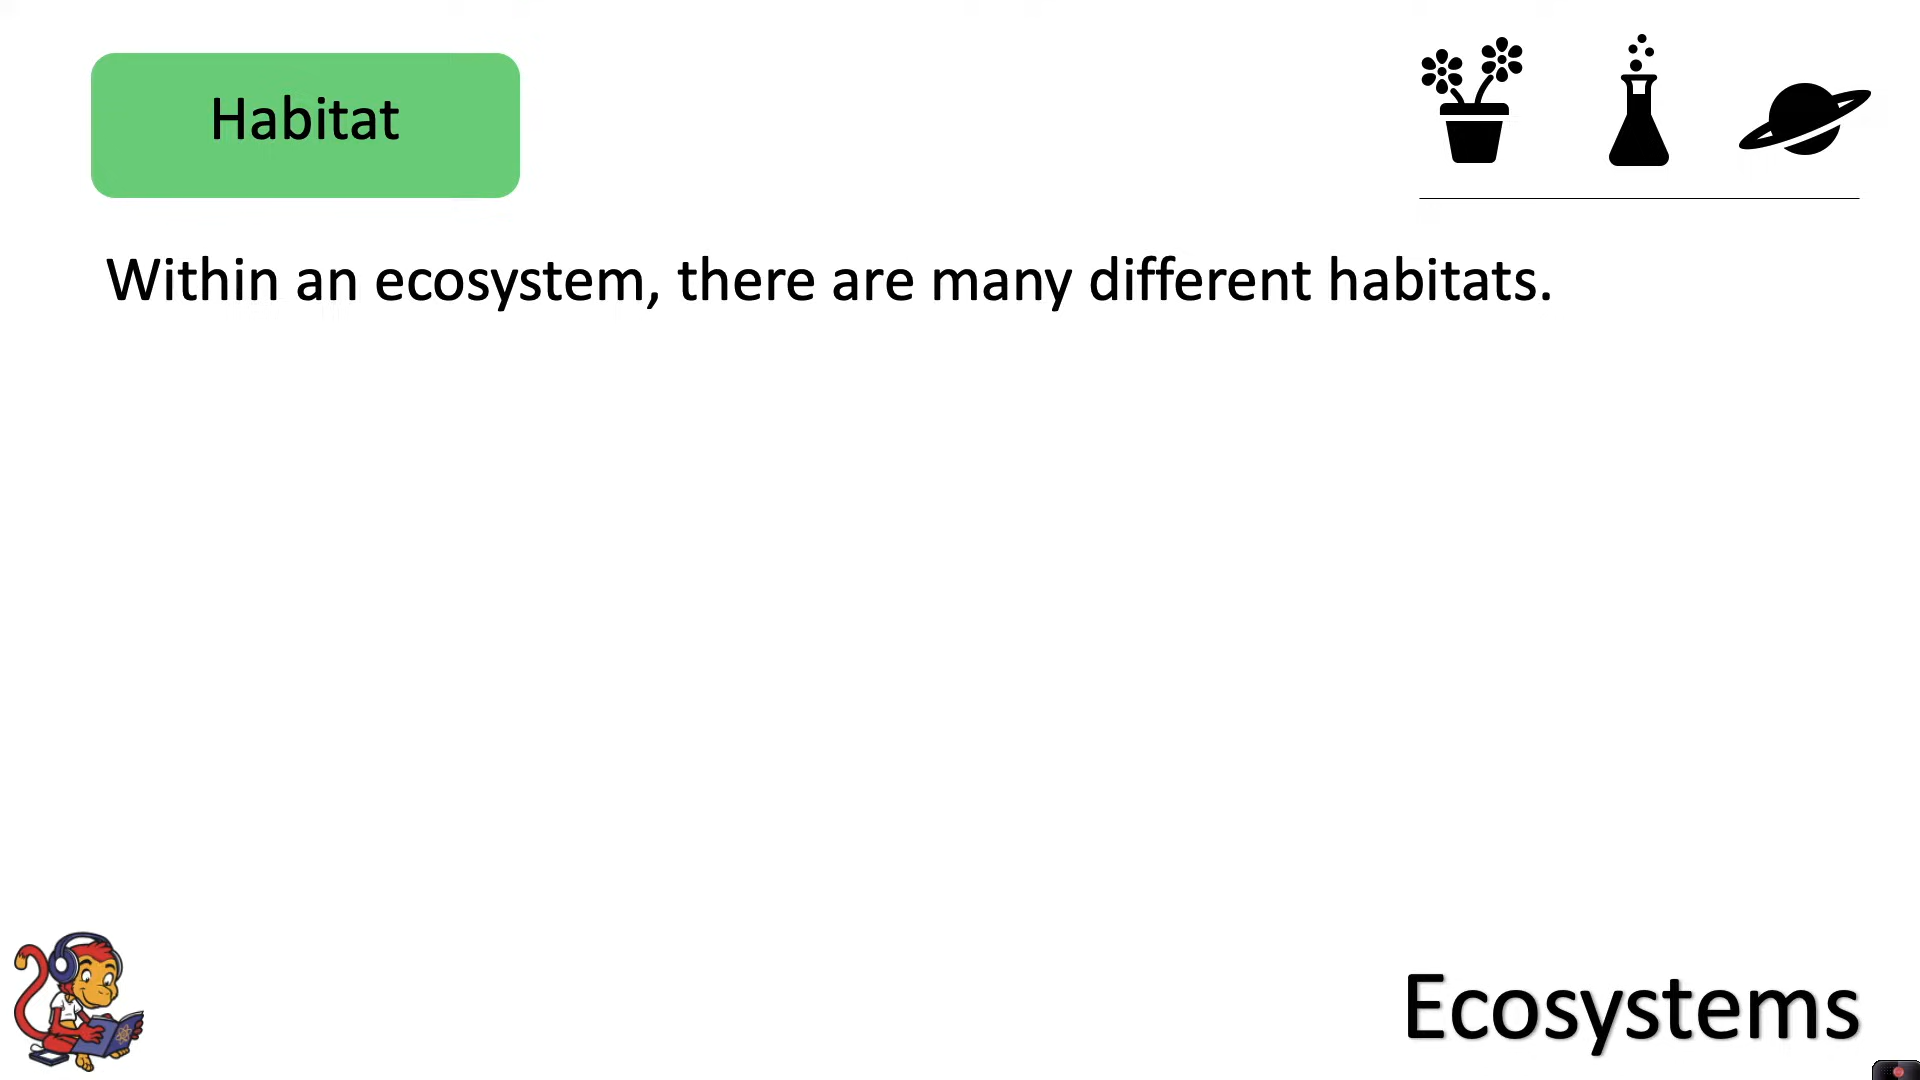 Habitat
Within an ecosystem, there are many different habitats.
Ecosystems